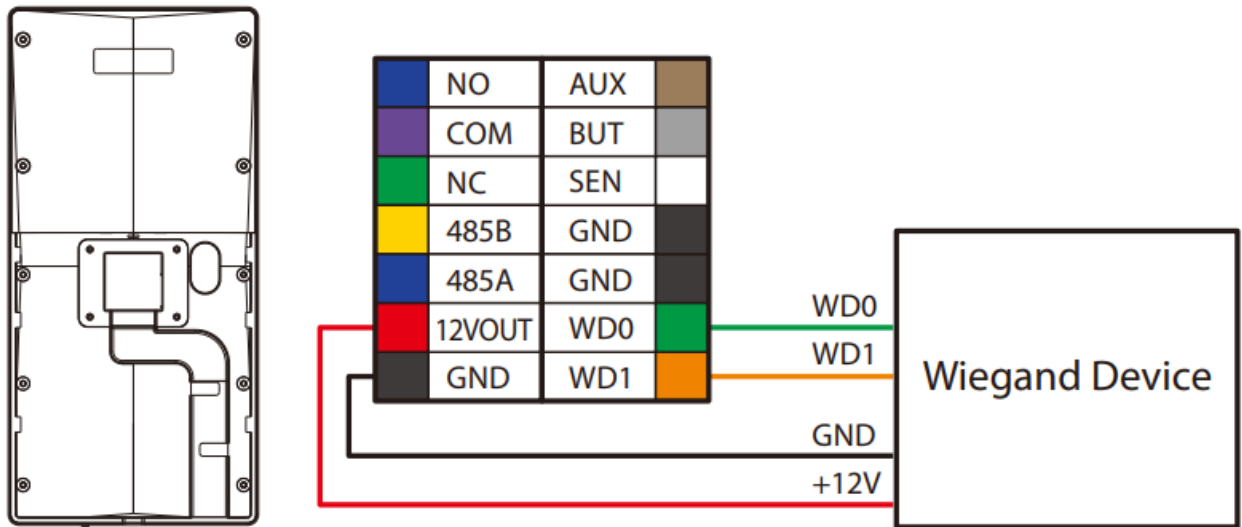 NO AUX
COM BUT
NC SEN
485B GND
485A GND
12VOUT WD0
GND WD1
WD0
WD1
GND
+12V
Wiegand Device